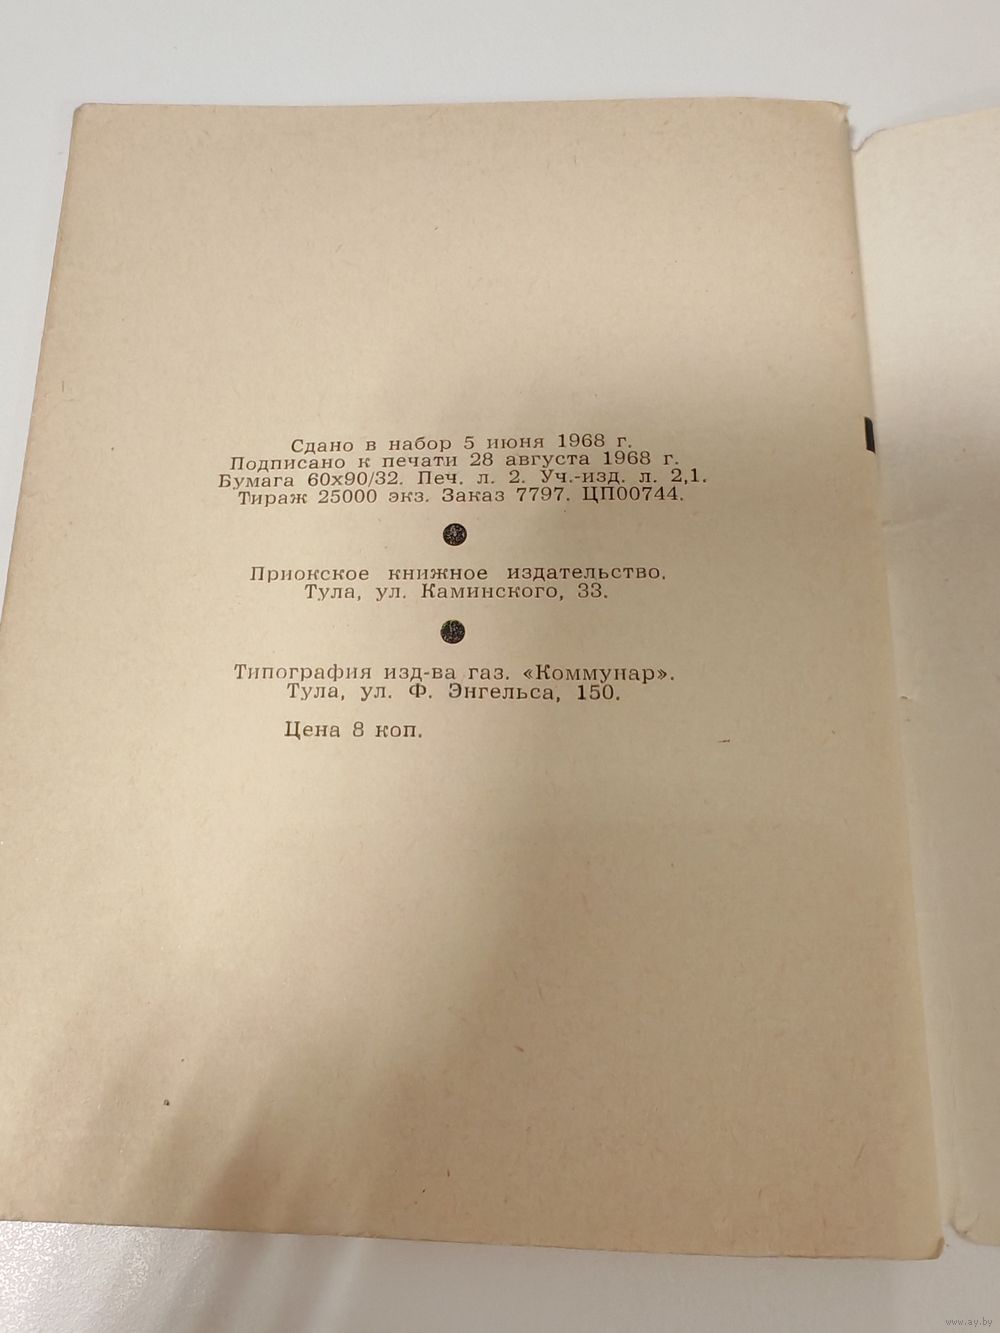 Сдано в набор 5 июня 1968 г.
Подписано к печати 28 августа 1968 г.
Бумага 60х90/32. Печ. л. 2. Уч.-изд. л. 2,1.
Тираж 25000 экз. Заказ 7797. ЦП00744.
Приокское книжное издательство.
Тула, ул. Каминского, 33.
Типография изд-ва газ. «Коммунар».
Тула, ул. Ф. Энгельса, 150.
Цена 8 коп.
www.ay.by